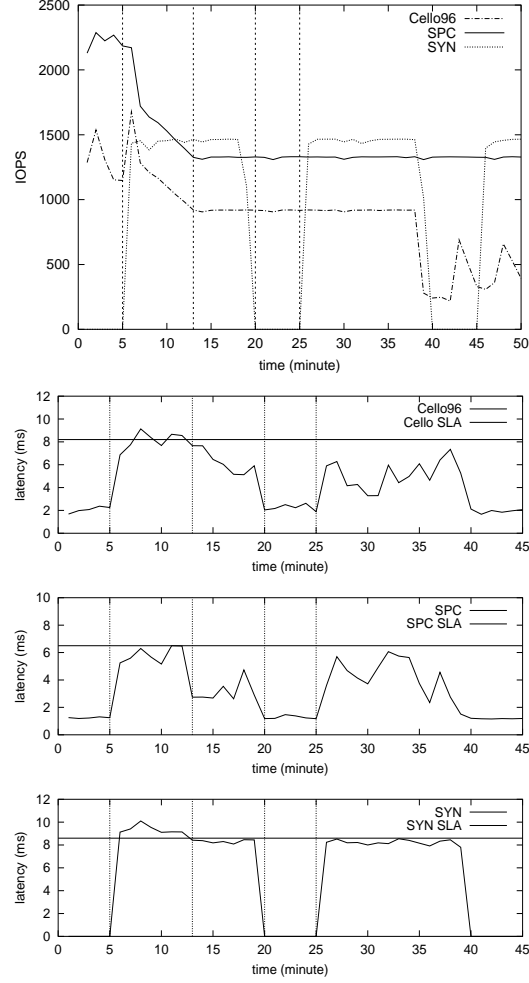 2500
2000
1500
1000
500
0
IOPS
Cello96
SPC
SYN
0 5 10 15 20 25 30 35 40 45 50
time (minute)
12
10
8
6
4
2
0
latency (ms)
Cello96
Cello SLA
0 5 10 15 20 25 30 35 40 45
time (minute)
10
8
6
4
2
0
latency (ms)
SPC
SPC SLA
0 5 10 15 20 25 30 35 40 45
time (minute)
12
10
8
6
4
2
0
latency (ms)
SYN
SYN SLA
0 5 10 15 20 25 30 35 40 45
time (minute)